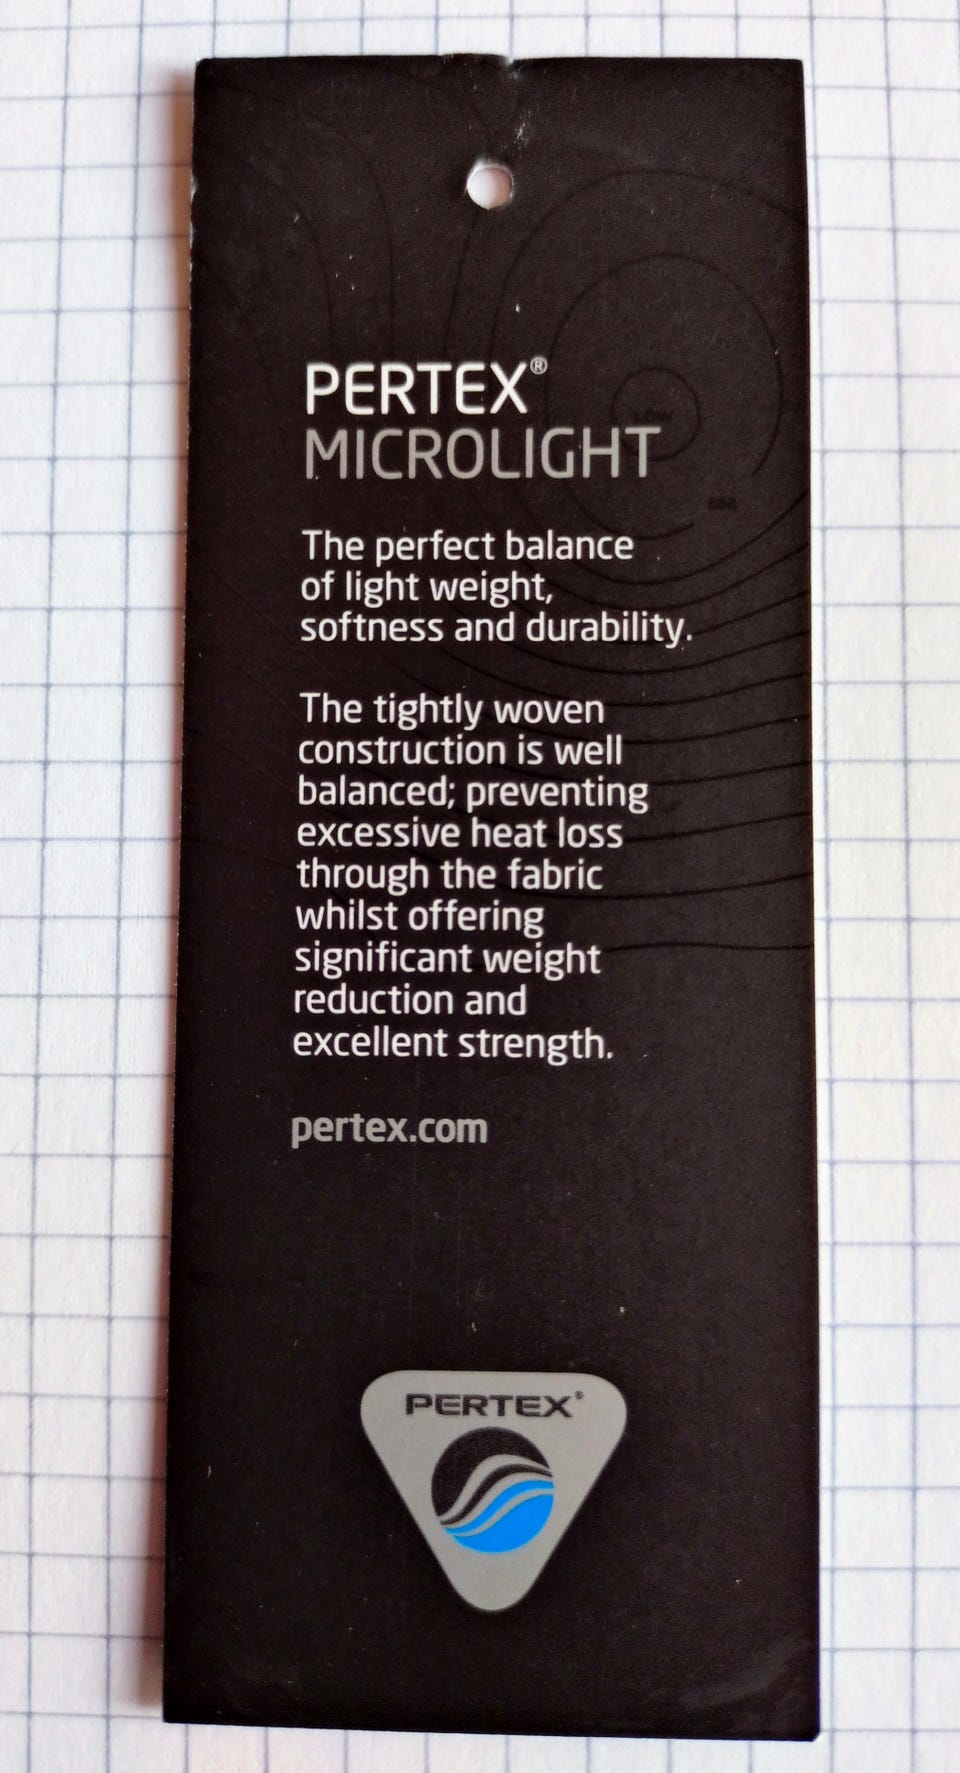 PERTEX®
MICROLIGHT
The perfect balance
of light weight,
softness and durability.
The tightly woven
construction is well
balanced; preventing
excessive heat loss
through the fabric
whilst offering
significant weight
reduction and
excellent strength.
pertex.com
PERTEX®
LOW